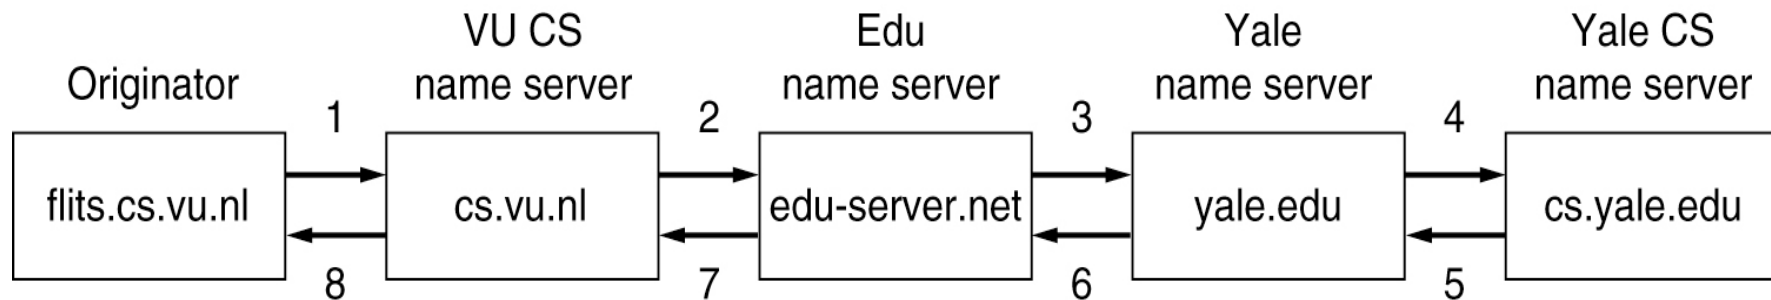 Originator
VU CS
name server
Edu
name server
Yale
name server
Yale CS
name server
1
2
3
4
flits.cs.vu.nl
cs.vu.nl
edu-server.net
yale.edu
cs.yale.edu
8
7
6
5